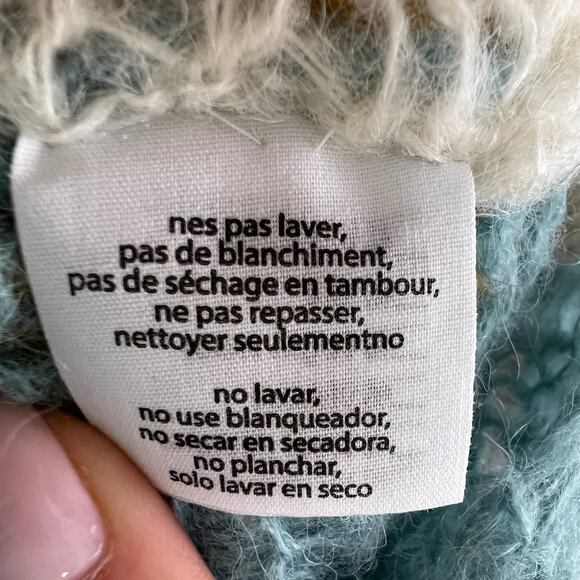 nes pas laver,
pas de blanchiment,
pas de séchage en tambour,
ne pas repasser,
nettoyer seulementno
no lavar,
no use blanqueador,
no secar en secadora,
no planchar,
solo lavar en seco